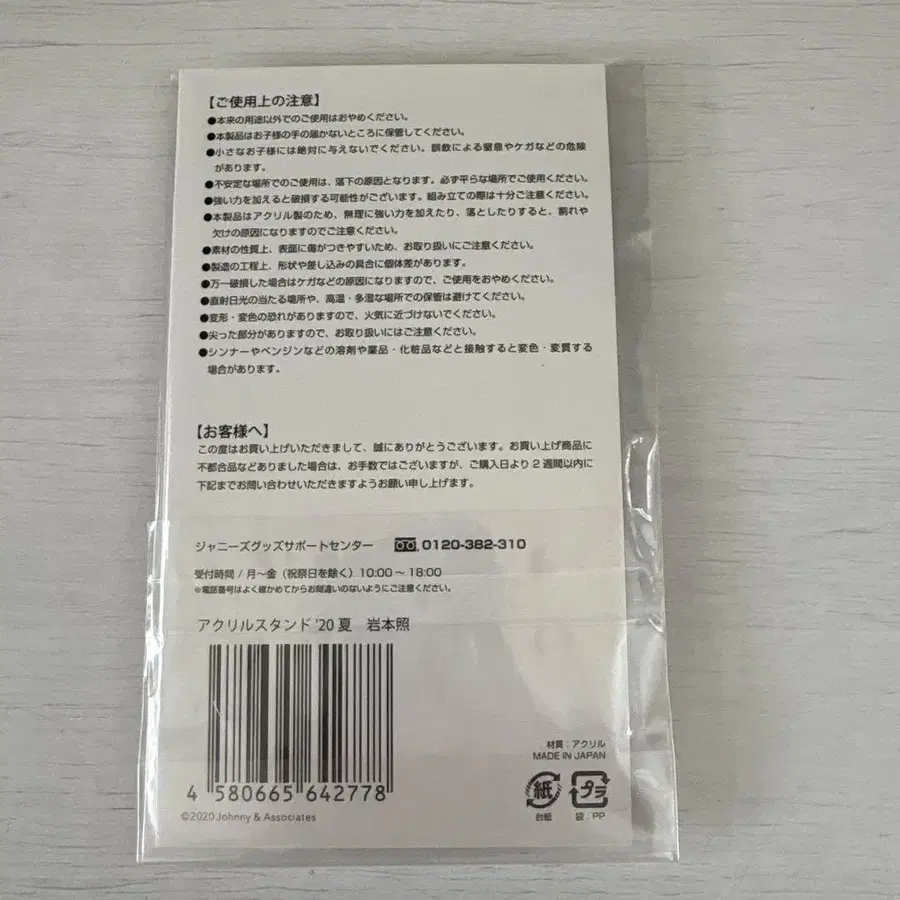 【ご使用上の注意】
●本来の用途以外でのご使用はおやめください。
●本製品はお子様の手の届かないところに保管してください。
●小さなお子様には絶対に与えないでください。誤飲による窒息やケガなどの危険
があります。
●不安定な場所でのご使用は、落下の原因となります。必ず平らな場所でご使用ください。
●強い力を加えると破損する可能性がございます。組み立ての際は十分ご注意ください。
●本製品はアクリル製のため、無理に強い力を加えたり、落としたりすると、割れや
欠けの原因になりますのでご注意ください。
●素材の性質上、表面に傷がつきやすいため、お取り扱いにご注意ください。
●製造の工程上、形状や差し込みの具合に個体差があります。
●万一破損した場合はケガなどの原因になりますので、ご使用をおやめください。
●直射日光の当たる場所や、高温・多湿な場所での保管は避けてください。
●変形・変色の恐れがありますので、火気に近づけないでください。
●尖った部分がありますので、お取り扱いにはご注意ください。
●シンナーやベンジンなどの溶剤や薬品・化粧品などと接触すると変色・変質する
場合があります。
【お客様へ】
この度はお買い上げいただきまして、誠にありがとうございます。お買い上げ商品に
不都合品などありました場合は、お手数ではございますが、ご購入日より2週間以内に
下記までお問い合わせいただきますようお願い申し上げます。
ジャニーズグッズサポートセンター 0120-382-310
受付時間 / 月〜金（祝祭日を除く）10:00〜18:00
※電話番号はよく確かめてからお間違いのないようにご注意ください。
アクリルスタンド '20 夏 岩本照
4 580665 642778
©2020 Johnny & Associates
材質：アクリル
MADE IN JAPAN
紙 プラ
台紙 袋：PP